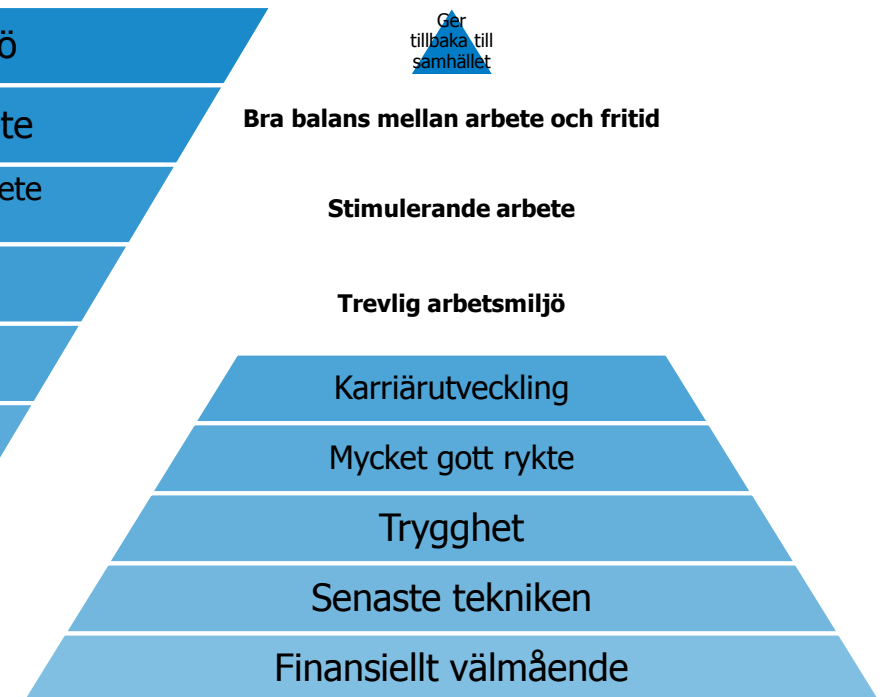 ö
te
ete
Ger
tillbaka till
samhället
Bra balans mellan arbete och fritid
Stimulerande arbete
Trevlig arbetsmiljö
Karriärutveckling
Mycket gott rykte
Trygghet
Senaste tekniken
Finansiellt välmående